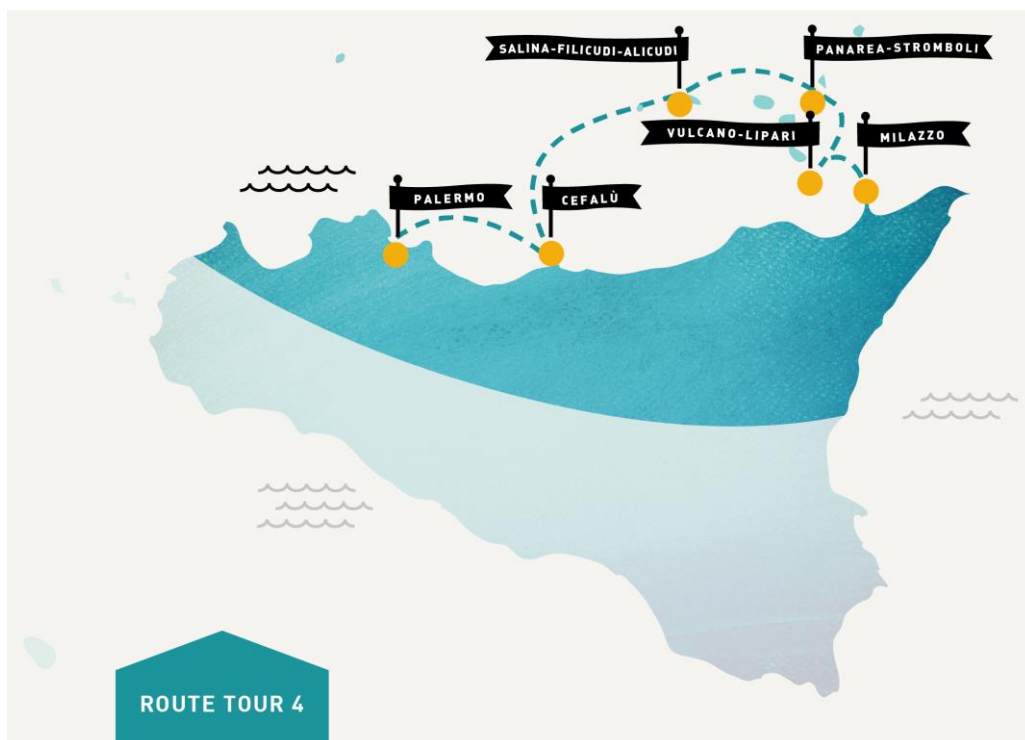 SALINA-FILICUDI-ALICUDI
PANAREA-STROMBOLI
VULCANO-LIPARI
MILAZZO
PALERMO
CEFALÙ
ROUTE TOUR 4